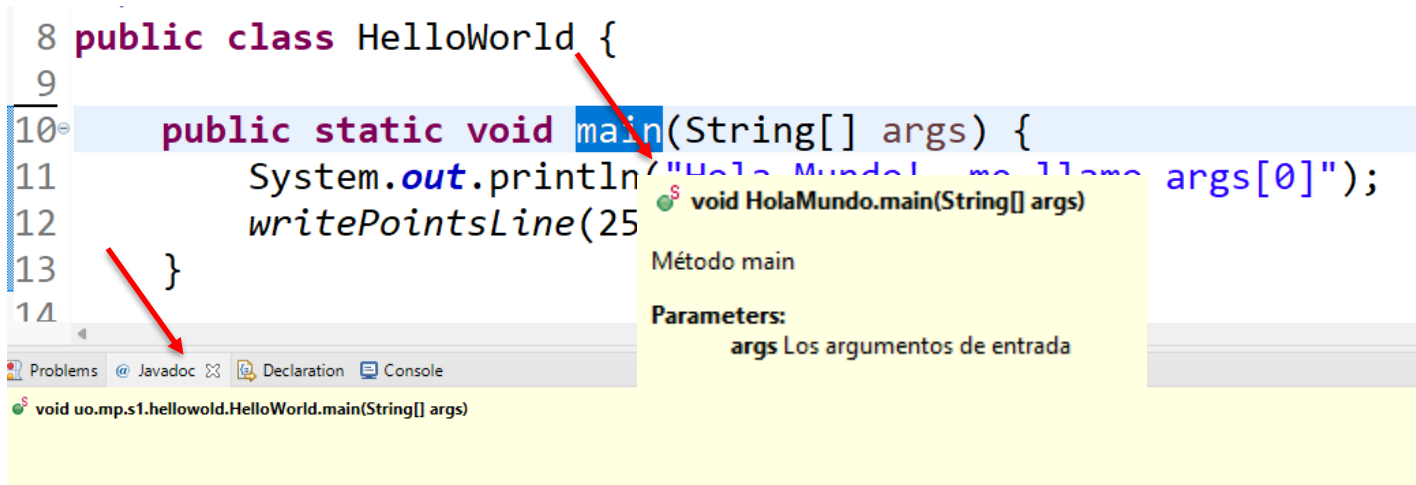 8 public class HelloWorld {
9
10 public static void main(String[] args) {
11 System.out.println("Hola Mundo!, me llamo args[0]");
12 writePointsLine(25
13 }
14
void HolaMundo.main(String[] args)
Método main
Parameters:
args Los argumentos de entrada
Problems @ Javadoc Declaration Console
void uo.mp.s1.hellowold.HelloWorld.main(String[] args)